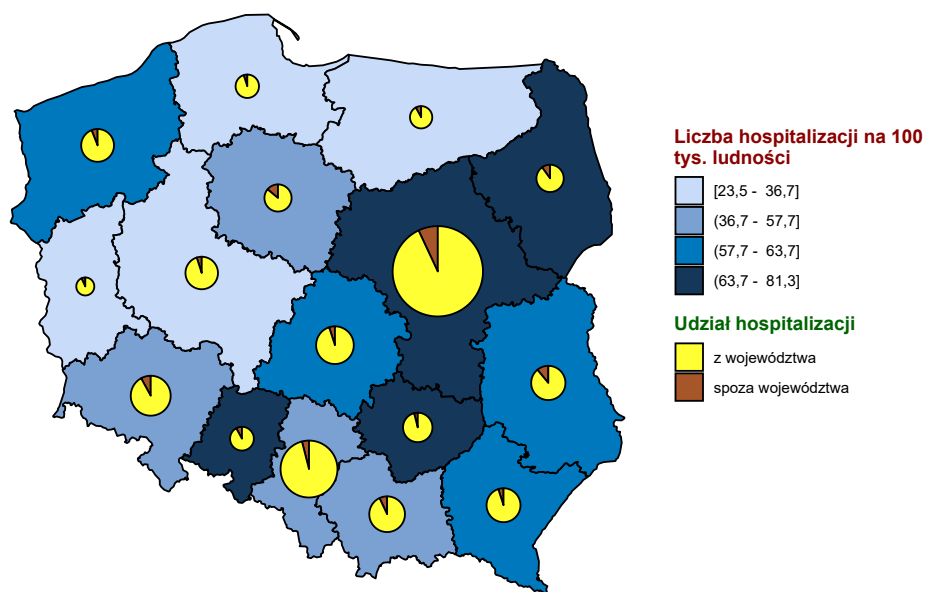 Liczba hospitalizacji na 100
tys. ludności
[23,5 - 36,7]
(36,7 - 57,7]
(57,7 - 63,7]
(63,7 - 81,3]
Udział hospitalizacji
z województwa
spoza województwa